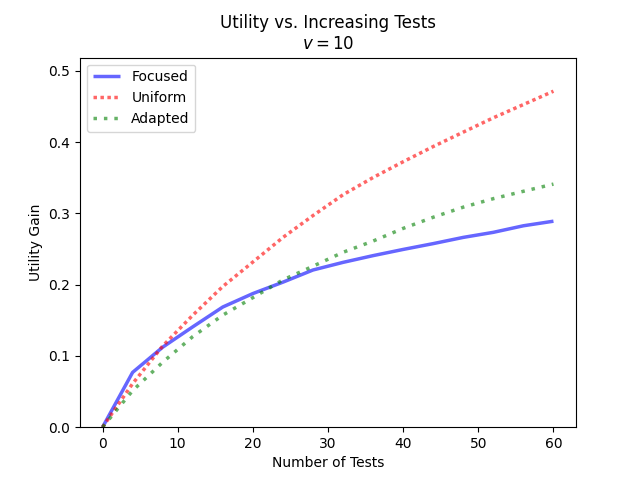 Utility vs. Increasing Tests
v = 10
Focused
Uniform
Adapted
Utility Gain
0.5
0.4
0.3
0.2
0.1
0.0
0 10 20 30 40 50 60
Number of Tests